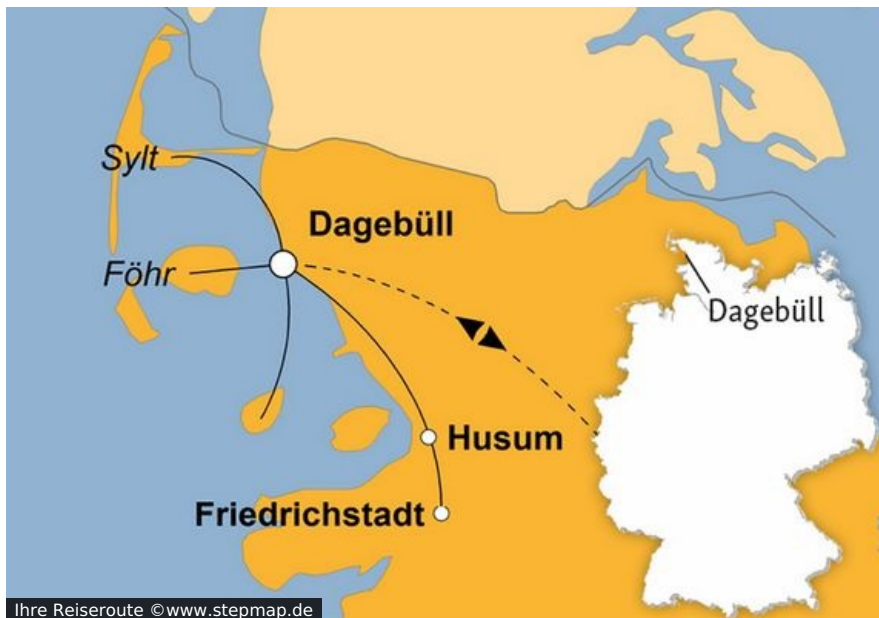 Sylt
Dagebüll
Föhr
Dagebüll
Husum
Friedrichstadt
Ihre Reiseroute ©www.stepmap.de